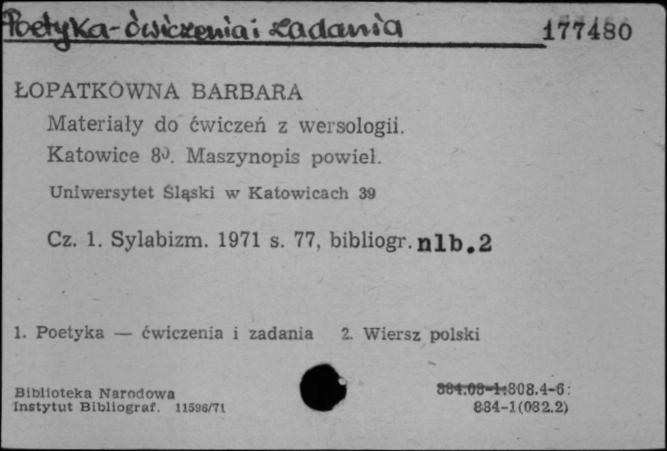 Poetyka - ćwiczenia i zadania
177480
ŁOPATKÓWNA BARBARA
Materiały do ćwiczeń z wersologii.
Katowice 8⁰. Maszynopis powiel.
Uniwersytet Śląski w Katowicach 39
Cz. 1. Sylabizm. 1971 s. 77, bibliogr. nlb.2
1. Poetyka — ćwiczenia i zadania 2. Wiersz polski
Biblioteka Narodowa
Instytut Bibliograf. 11596/71
884.08-1:808.4-6:
884-1(082.2)